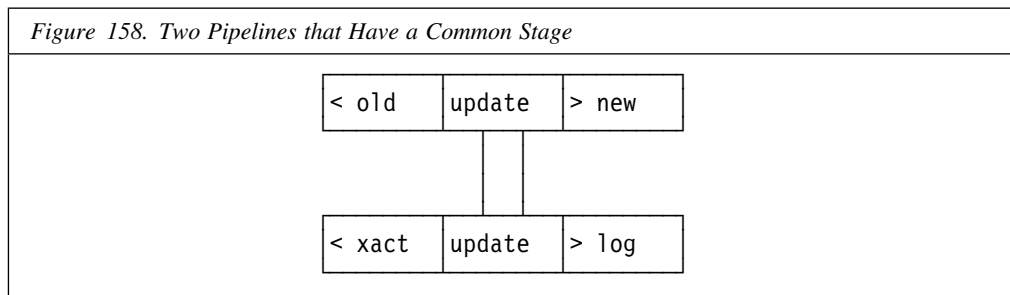 Figure 158. Two Pipelines that Have a Common Stage
< old update > new
< xact update > log